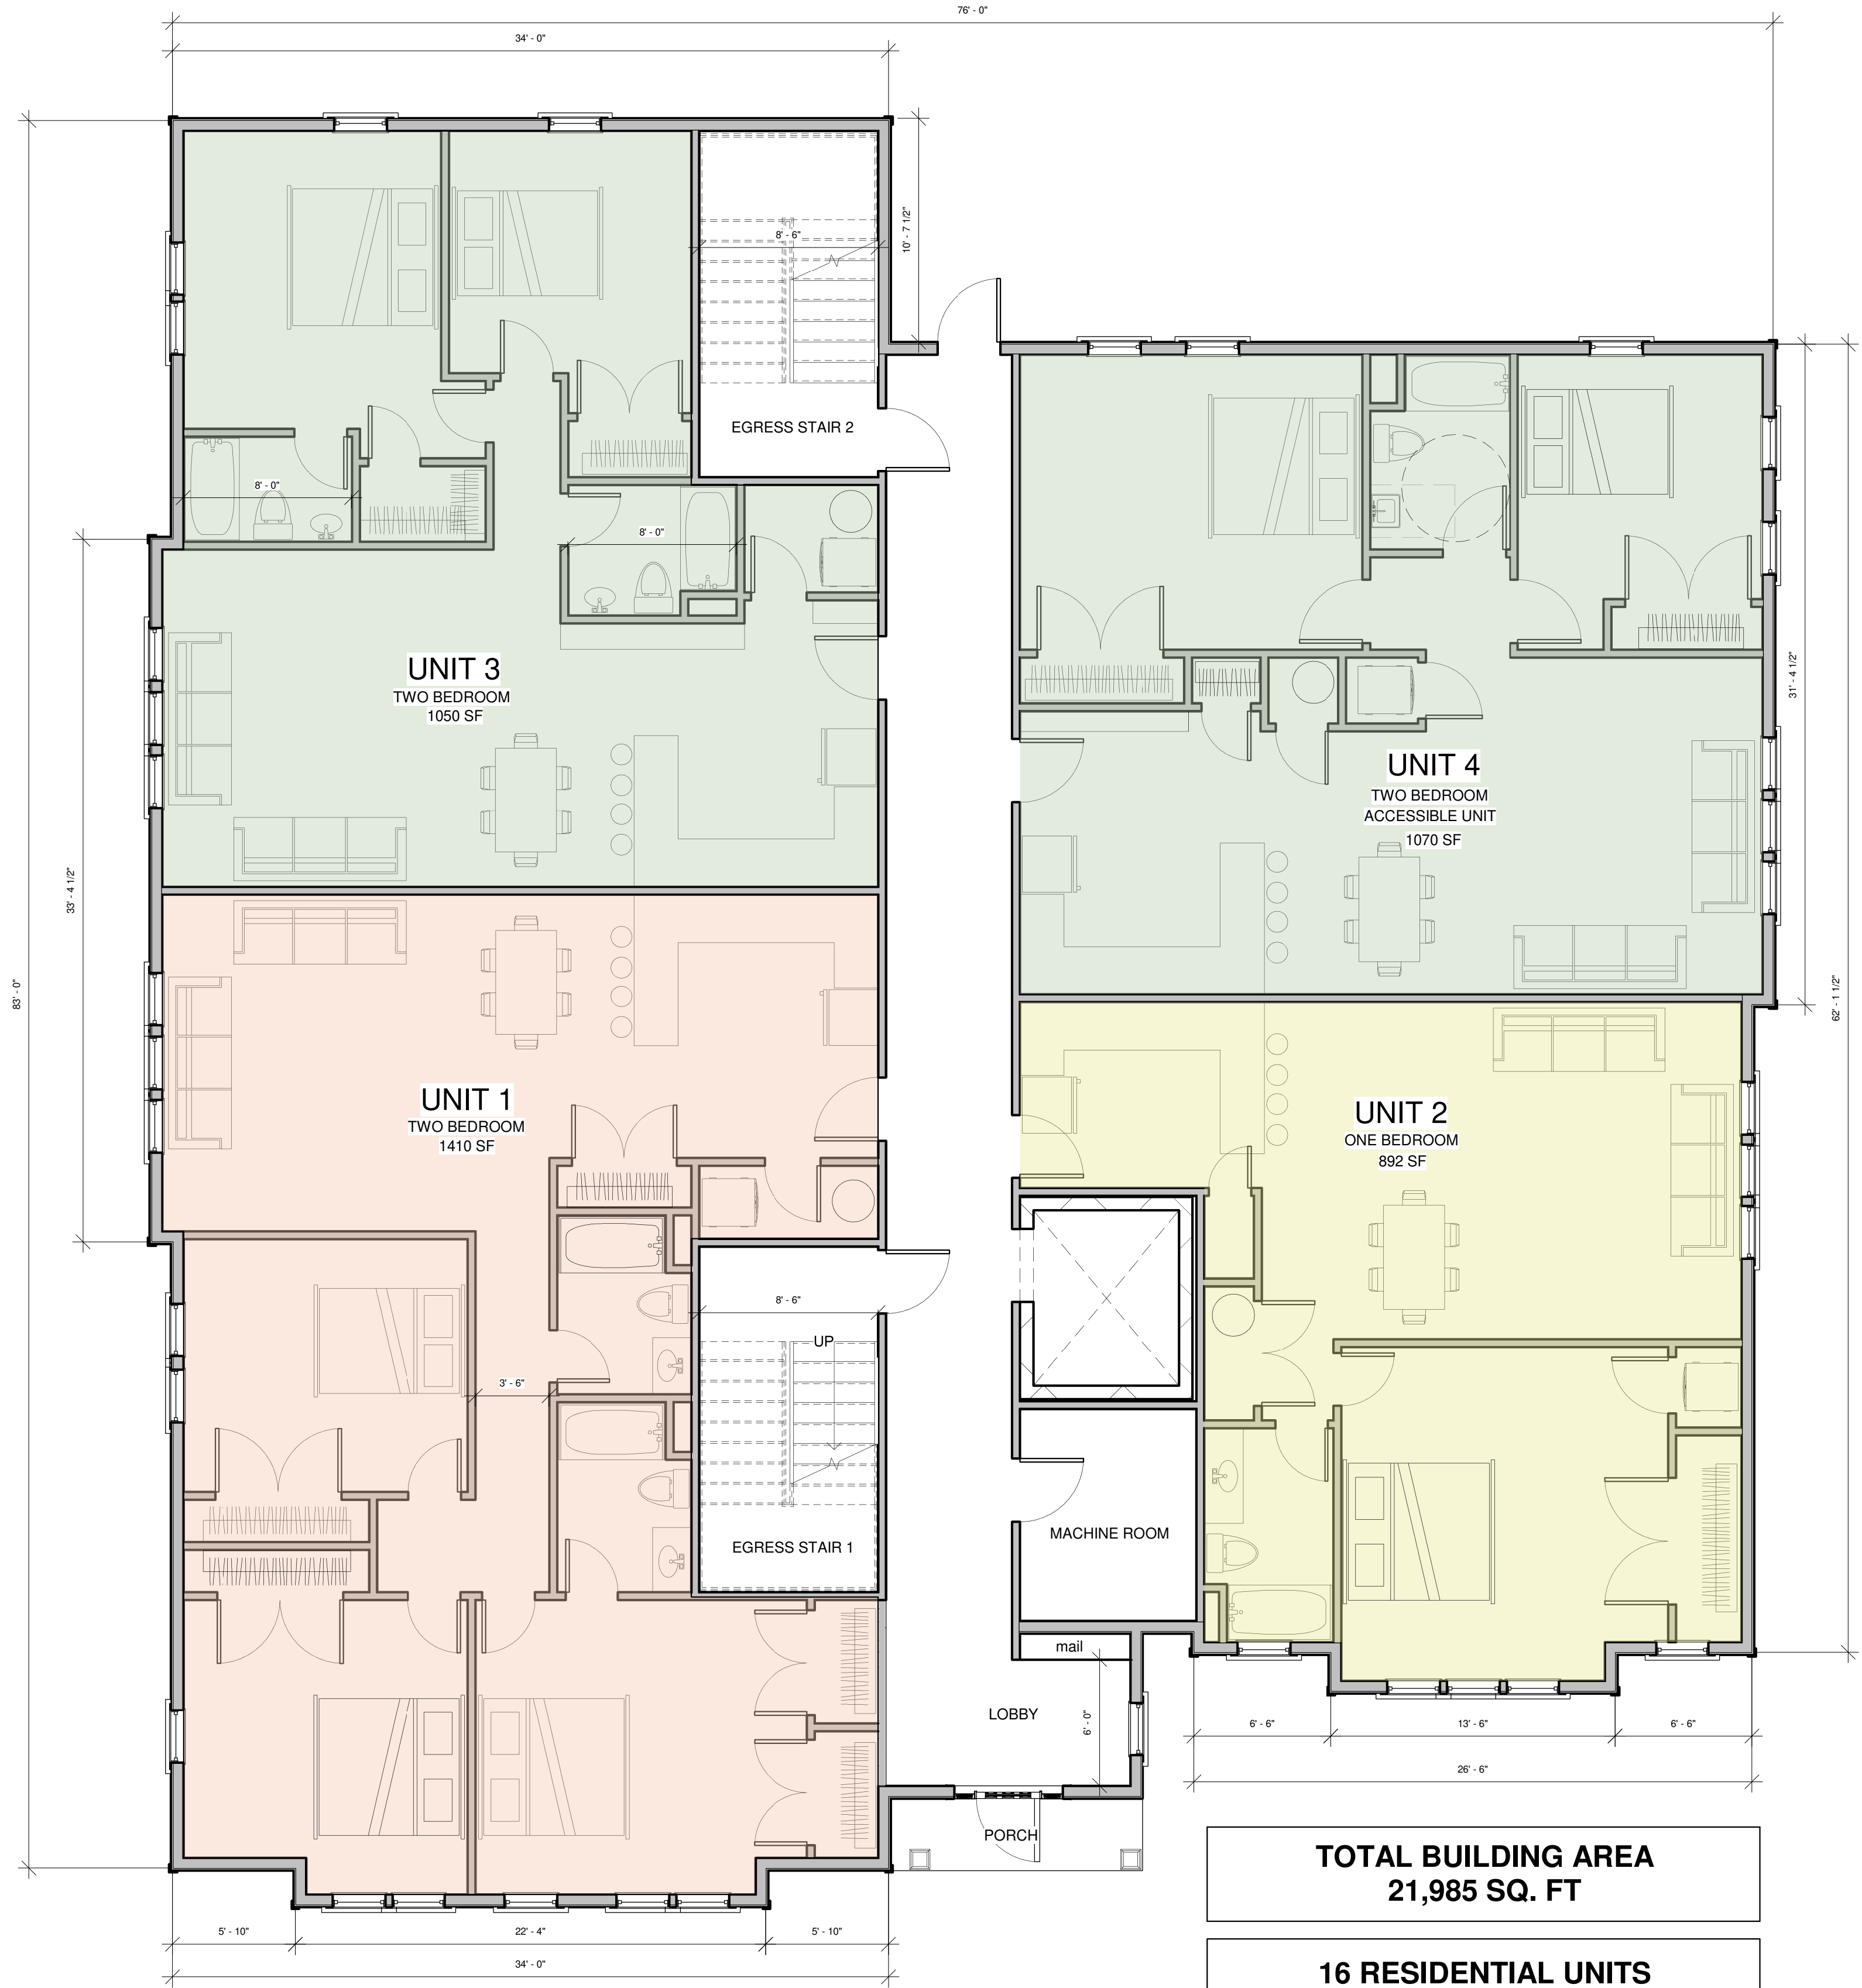 76' - 0"
34' - 0"
10' - 7 1/2"
8' - 6"
EGRESS STAIR 2
8' - 0"
8' - 0"
83' - 0"
33' - 4 1/2"
31' - 4 1/2"
62' - 1 1/2"
UNIT 3
TWO BEDROOM
1050 SF
UNIT 4
TWO BEDROOM
ACCESSIBLE UNIT
1070 SF
UNIT 1
TWO BEDROOM
1410 SF
UNIT 2
ONE BEDROOM
892 SF
8' - 6"
UP
3' - 6"
EGRESS STAIR 1
MACHINE ROOM
mail
LOBBY
6' - 0"
PORCH
6' - 6"
13' - 6"
6' - 6"
26' - 6"
5' - 10"
22' - 4"
5' - 10"
34' - 0"
TOTAL BUILDING AREA
21,985 SQ. FT
16 RESIDENTIAL UNITS